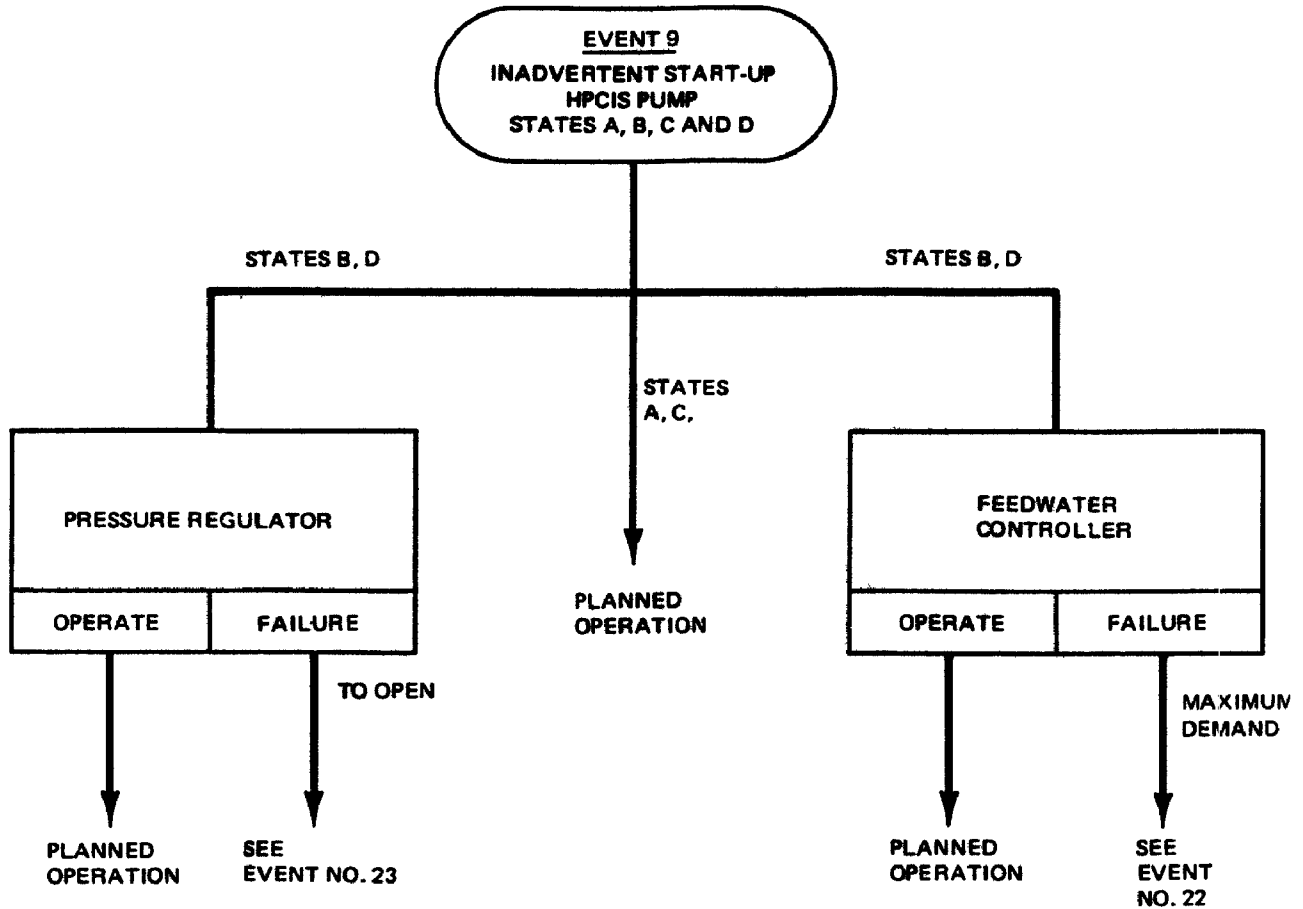 EVENT 9
INADVERTENT START-UP
HPCIS PUMP
STATES A, B, C AND D
STATES B, D
STATES B, D
STATES
A, C,
PRESSURE REGULATOR
FEEDWATER
CONTROLLER
OPERATE
FAILURE
PLANNED
OPERATION
OPERATE
FAILURE
TO OPEN
MAXIMUM
DEMAND
PLANNED
OPERATION
SEE
EVENT NO. 23
PLANNED
OPERATION
SEE
EVENT
NO. 22